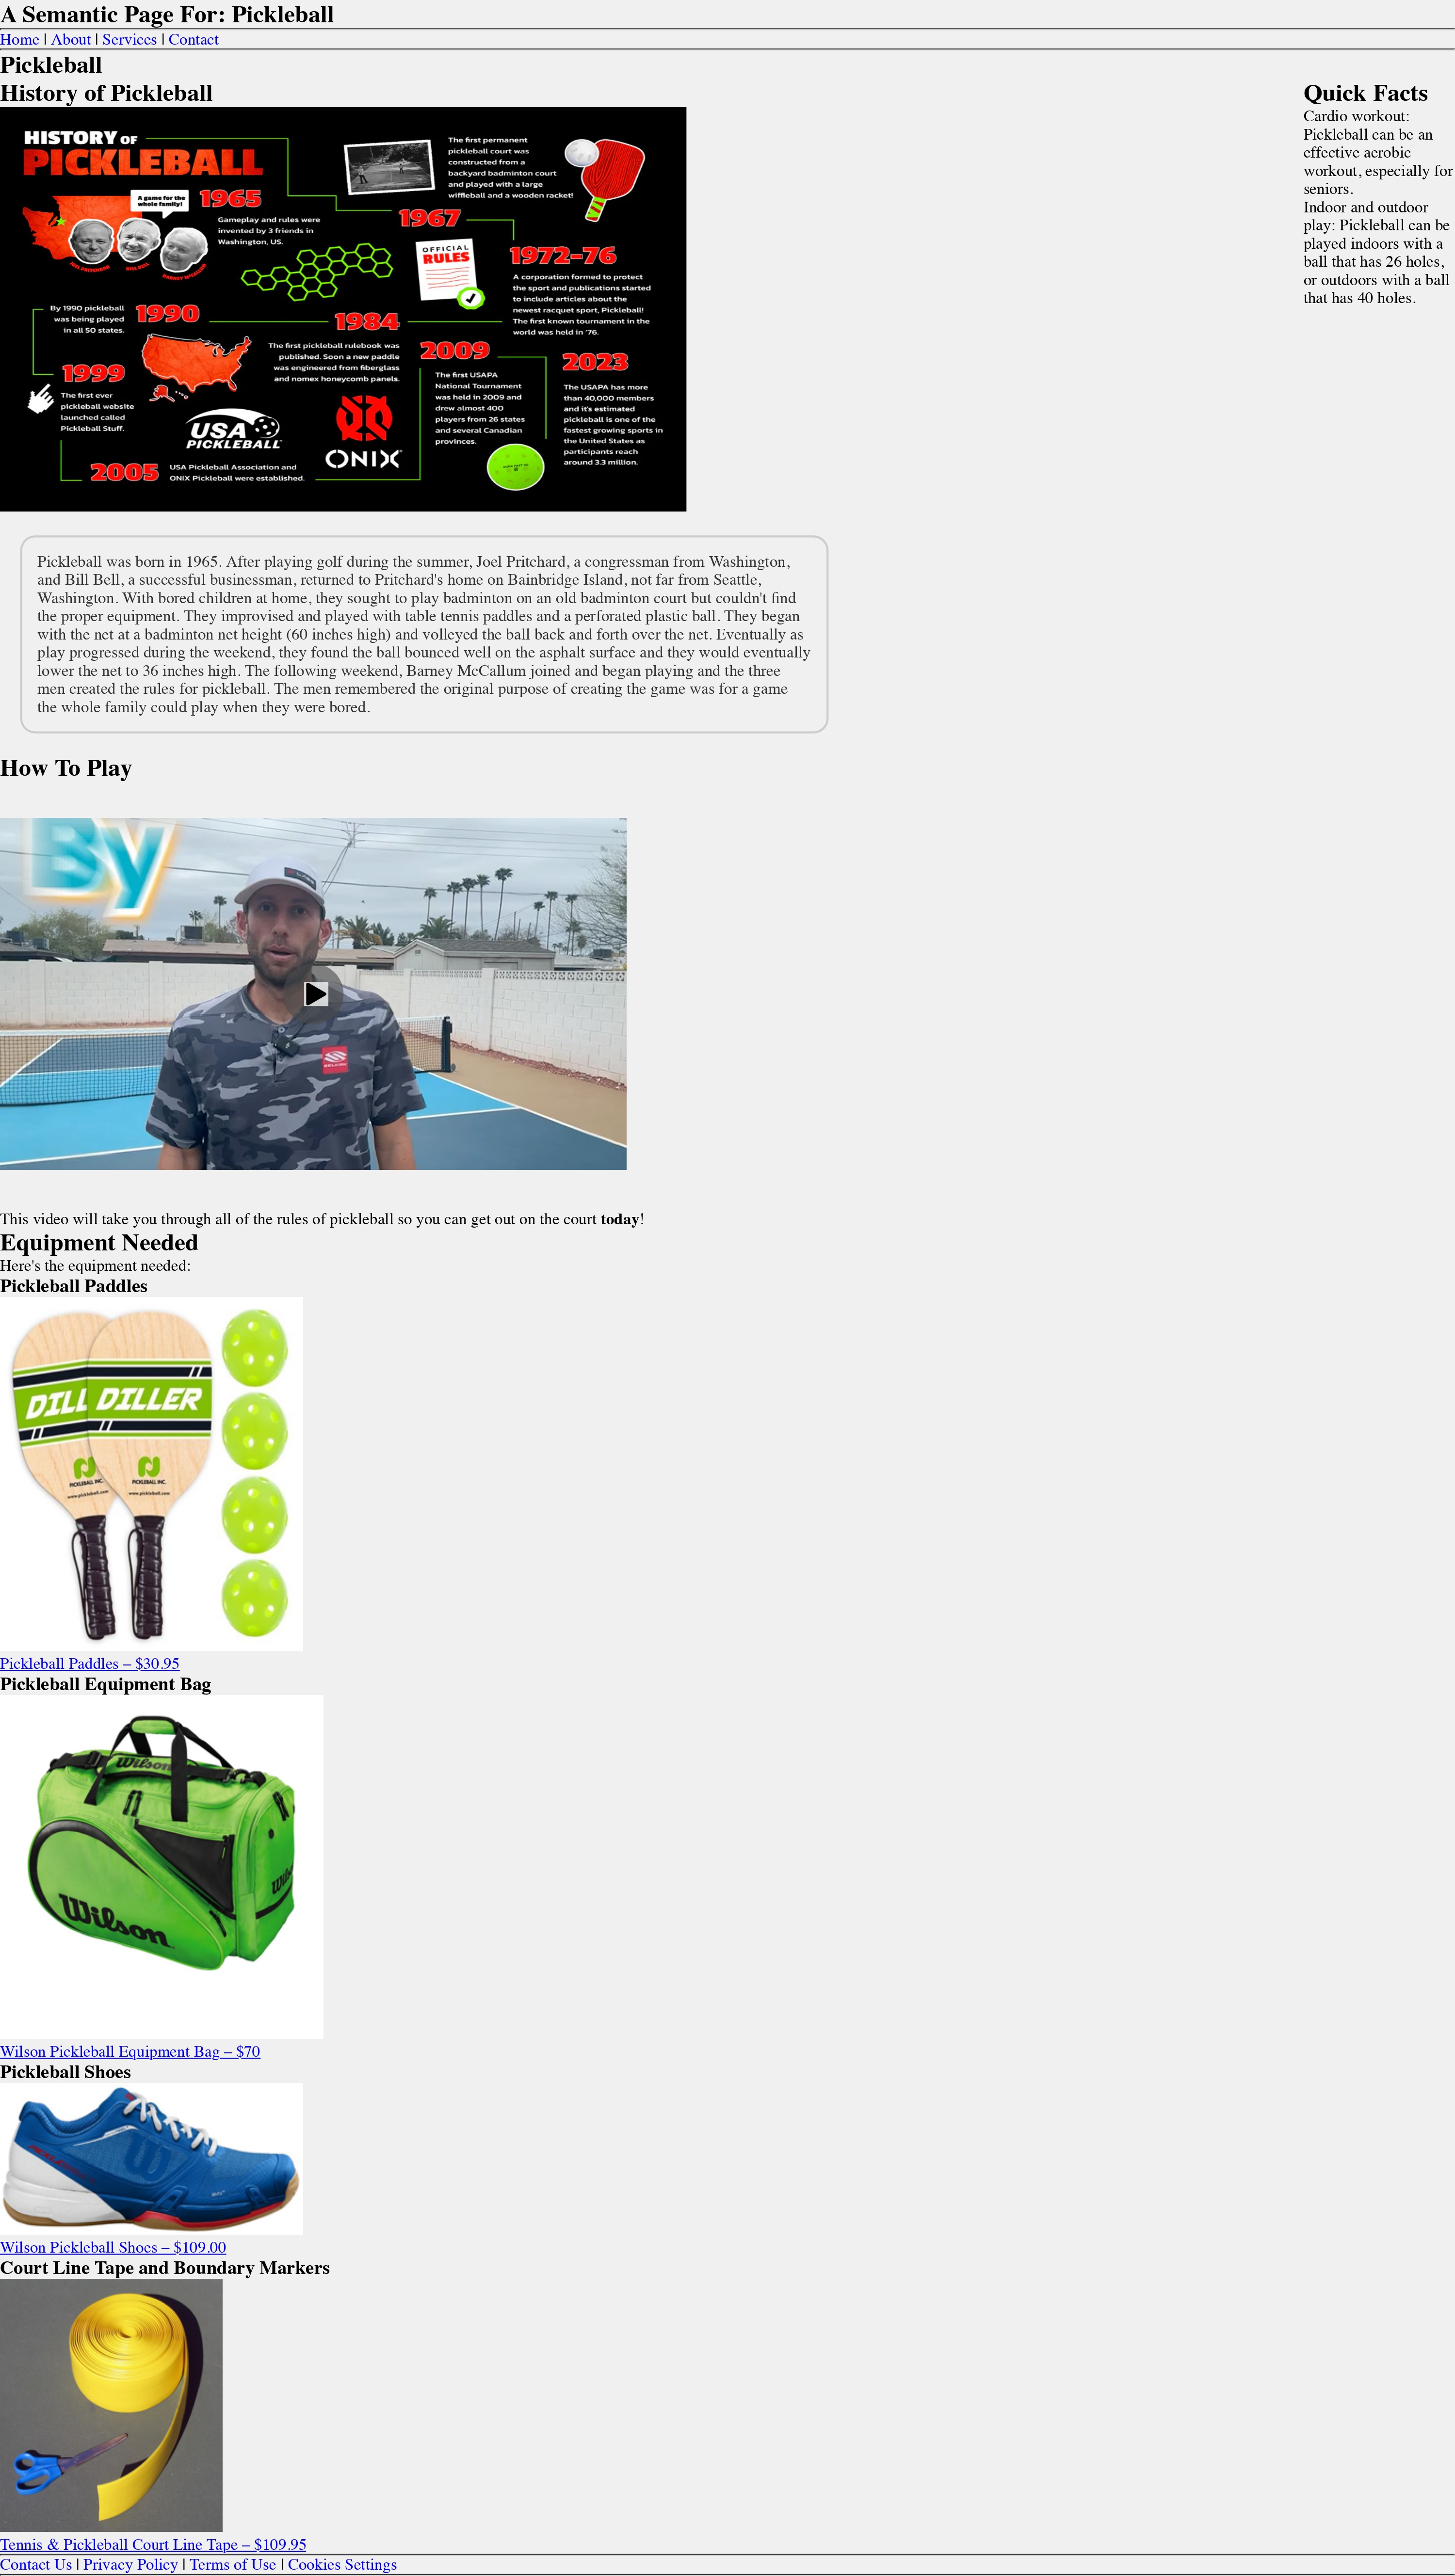 A Semantic Page For: Pickleball
Home | About | Services | Contact
Pickleball
History of Pickleball
HISTORY OF
PICKLEBALL
A game for the
whole family!
1965
Gameplay and rules were
invented by 3 friends in
Washington, US.
JOEL PRITCHARD
BILL BELL
BARNEY McCALLUM
The first permanent
pickleball court was
constructed from a
backyard badminton court
and played with a large
wiffleball and a wooden racket!
1967
OFFICIAL
RULES
1972–76
A corporation formed to protect
the sport and publications started
to include articles about the
newest racquet sport, Pickleball!
The first known tournament in the
world was held in '76.
By 1990 pickleball
was being played
in all 50 states.
1990
1984
The first pickleball rulebook was
published. Soon a new paddle
was engineered from fiberglass
and nomex honeycomb panels.
1999
The first ever
pickleball website
launched called
Pickleball Stuff.
2009
The first USAPA
National Tournament
was held in 2009 and
drew almost 400
players from 26 states
and several Canadian
provinces.
2023
The USAPA has more
than 40,000 members
and it's estimated
pickleball is one of the
fastest growing sports in
the United States as
participants reach
around 3.3 million.
USA
PICKLEBALL
ONIX
2005
USA Pickleball Association and
ONIX Pickleball were established.
Quick Facts
Cardio workout:
Pickleball can be an
effective aerobic
workout, especially for
seniors.
Indoor and outdoor
play: Pickleball can be
played indoors with a
ball that has 26 holes,
or outdoors with a ball
that has 40 holes.
Pickleball was born in 1965. After playing golf during the summer, Joel Pritchard, a congressman from Washington,
and Bill Bell, a successful businessman, returned to Pritchard's home on Bainbridge Island, not far from Seattle,
Washington. With bored children at home, they sought to play badminton on an old badminton court but couldn't find
the proper equipment. They improvised and played with table tennis paddles and a perforated plastic ball. They began
with the net at a badminton net height (60 inches high) and volleyed the ball back and forth over the net. Eventually as
play progressed during the weekend, they found the ball bounced well on the asphalt surface and they would eventually
lower the net to 36 inches high. The following weekend, Barney McCallum joined and began playing and the three
men created the rules for pickleball. The men remembered the original purpose of creating the game was for a game
the whole family could play when they were bored.
How To Play
By
SELKIRK
This video will take you through all of the rules of pickleball so you can get out on the court today!
Equipment Needed
Here's the equipment needed:
Pickleball Paddles
DILL DILLER
PICKLEBALL INC.
www.pickleball.com
PICKLEBALL INC.
www.pickleball.com
Pickleball Paddles – $30.95
Pickleball Equipment Bag
Wilson
Wilson
Wilson
Wilson Pickleball Equipment Bag – $70
Pickleball Shoes
Wilson Pickleball Shoes – $109.00
Court Line Tape and Boundary Markers
Tennis & Pickleball Court Line Tape – $109.95
Contact Us | Privacy Policy | Terms of Use | Cookies Settings